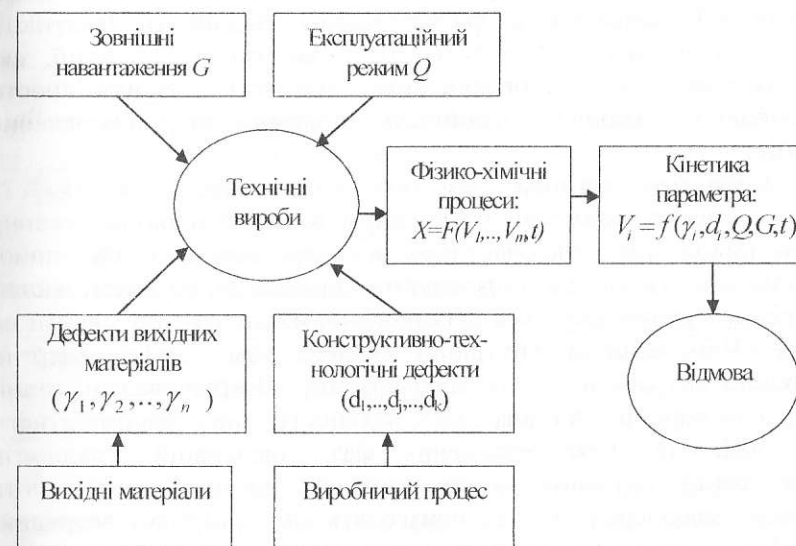 Зовнішні
навантаження G
Експлуатаційний
режим Q
Технічні
вироби
Фізико-хімічні
процеси:
X=F(V₁,..,Vₘ,t)
Кінетика
параметра:
Vᵢ=f(γᵢ,dᵢ,Q,G,t)
Дефекти вихідних
матеріалів
(γ₁,γ₂,..,γₙ )
Конструктивно-тех-
нологічні дефекти
(d₁,..,dⱼ,..,dₖ)
Відмова
Вихідні матеріали
Виробничий процес